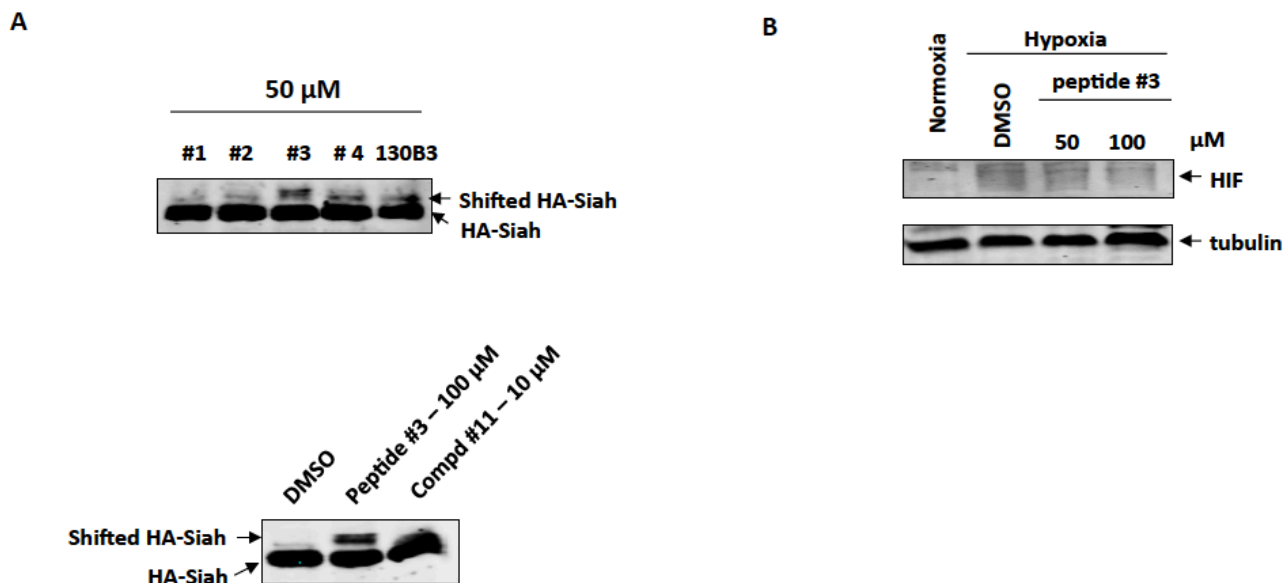 A
50 µM
#1 #2 #3 # 4 130B3
Shifted HA-Siah
HA-Siah
DMSO
Peptide #3 – 100 µM
Compd #11 – 10 µM
Shifted HA-Siah
HA-Siah
B
Normoxia
Hypoxia
DMSO
peptide #3
50 100 µM
HIF
tubulin